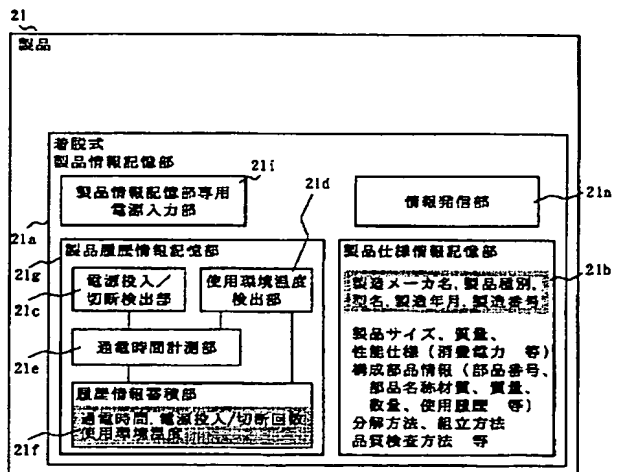 21
製品
着脱式
製品情報記憶部
21i
製品情報記憶部専用
電源入力部
21d
情報発信部
21n
21a
21g
製品履歴情報記憶部
電源投入/
切断検出部
使用環境温度
検出部
21c
通電時間計測部
21e
履歴情報蓄積部
通電時間,電源投入/切断回数
使用環境温度
21f
製品仕様情報記憶部
21b
製造メーカ名,製品種別,
型名,製造年月,製造番号
製品サイズ、質量、
性能仕様(消費電力 等)
構成部品情報(部品番号、
部品名称材質、質量、
数量、使用履歴 等)
分解方法、組立方法
品質検査方法 等